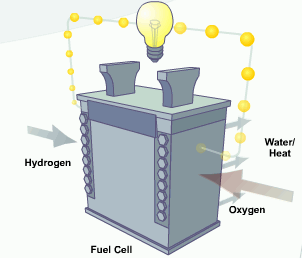 Water/
Heat
Hydrogen
Oxygen
Fuel Cell